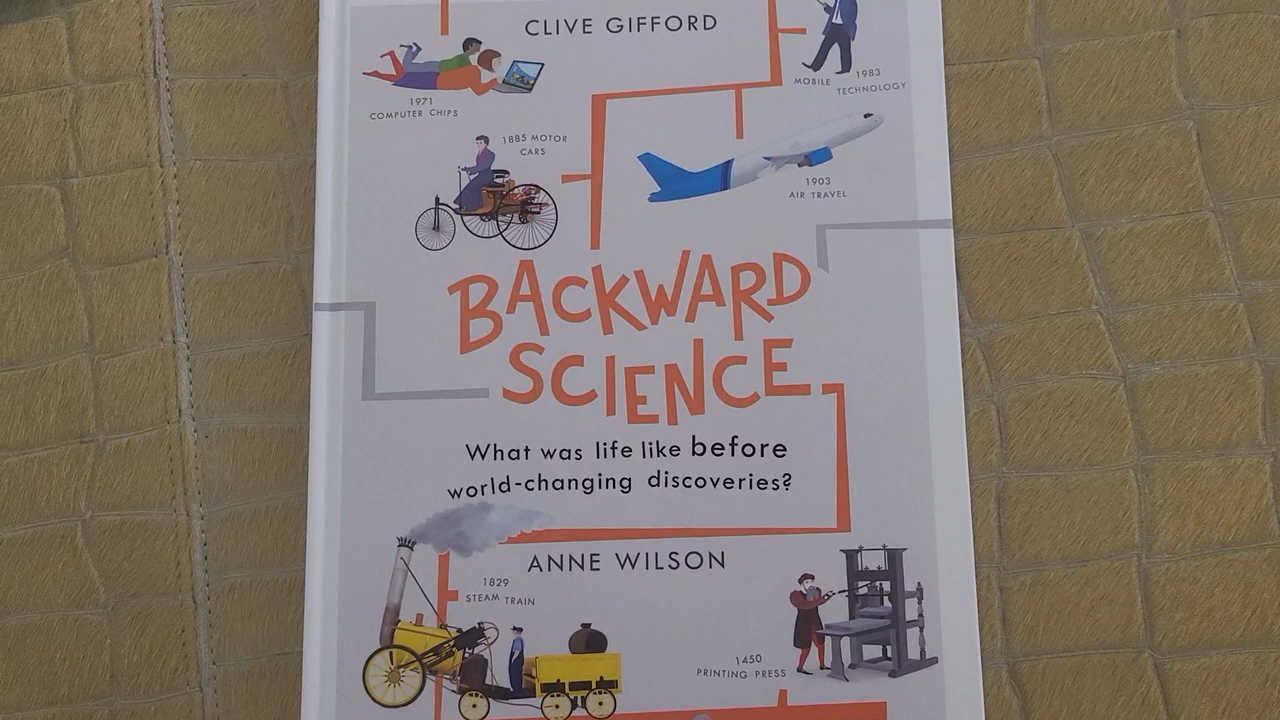 CLIVE GIFFORD
1971
COMPUTER CHIPS
1983
MOBILE TECHNOLOGY
1885 MOTOR
CARS
1903
AIR TRAVEL
BACKWARD
SCIENCE
What was life like before
world-changing discoveries?
ANNE WILSON
1829
STEAM TRAIN
1450
PRINTING PRESS